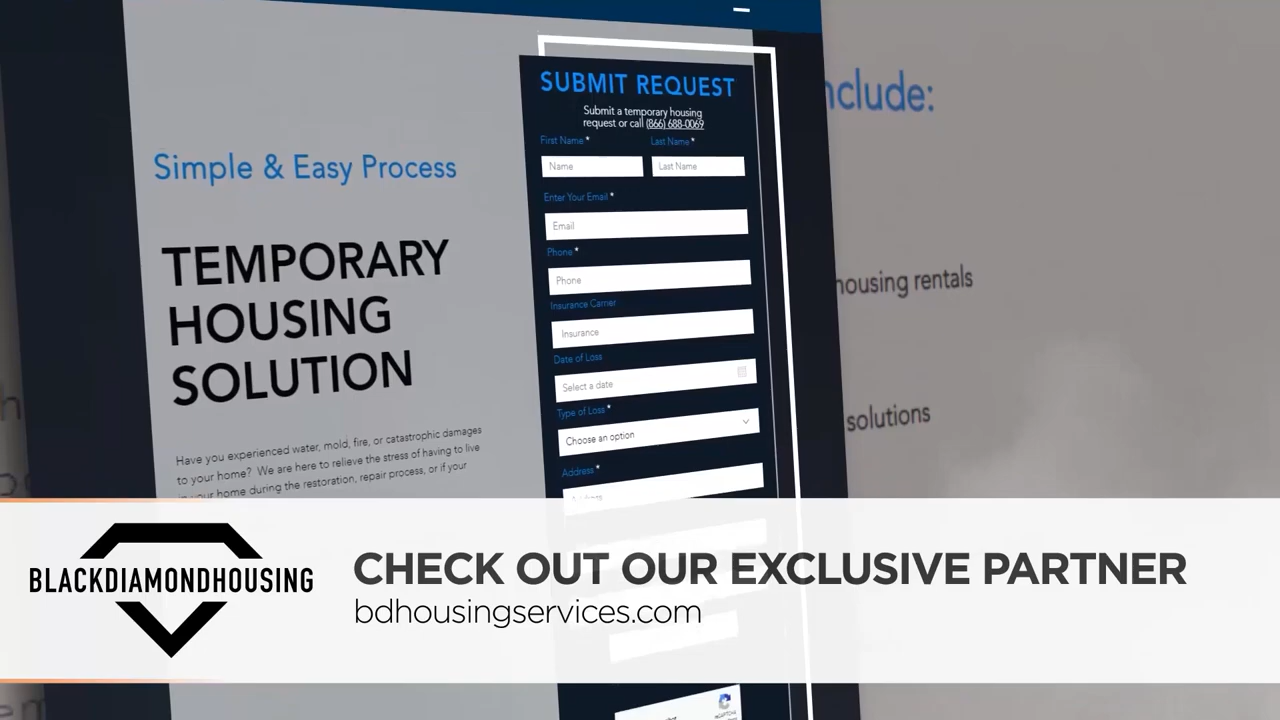 Simple & Easy Process
TEMPORARY
HOUSING
SOLUTION
Have you experienced water, mold, fire, or catastrophic damages
to your home? We are here to relieve the stress of having to live
in your home during the restoration, repair process, or if your
SUBMIT REQUEST
Submit a temporary housing
request or call (866) 688-0069
First Name * Last Name *
Name Last Name
Enter Your Email *
Email
Phone *
Phone
Insurance Carrier
Insurance
Date of Loss
Select a date
Type of Loss *
Choose an option
Address *
Address
nclude:
housing rentals
solutions
BLACKDIAMONDHOUSING
CHECK OUT OUR EXCLUSIVE PARTNER
bdhousingservices.com
reCAPTCHA